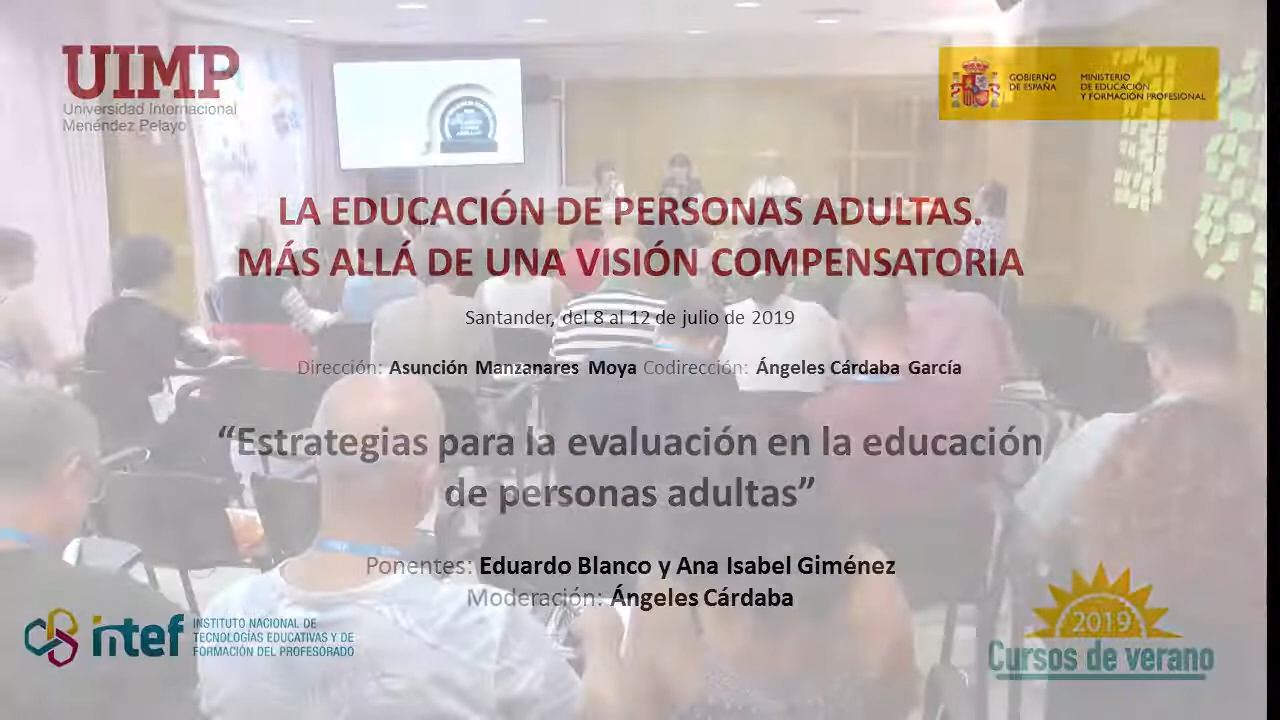 UIMP
Universidad Internacional
Menéndez Pelayo
GOBIERNO
DE ESPAÑA
MINISTERIO
DE EDUCACIÓN
Y FORMACIÓN PROFESIONAL
LA EDUCACIÓN DE PERSONAS ADULTAS.
MÁS ALLÁ DE UNA VISIÓN COMPENSATORIA
Santander, del 8 al 12 de julio de 2019
Dirección: Asunción Manzanares Moya Codirección: Ángeles Cárdaba García
“Estrategias para la evaluación en la educación
de personas adultas”
Ponentes: Eduardo Blanco y Ana Isabel Giménez
Moderación: Ángeles Cárdaba
intef
INSTITUTO NACIONAL DE
TECNOLOGÍAS EDUCATIVAS Y DE
FORMACIÓN DEL PROFESORADO
2019
Cursos de verano